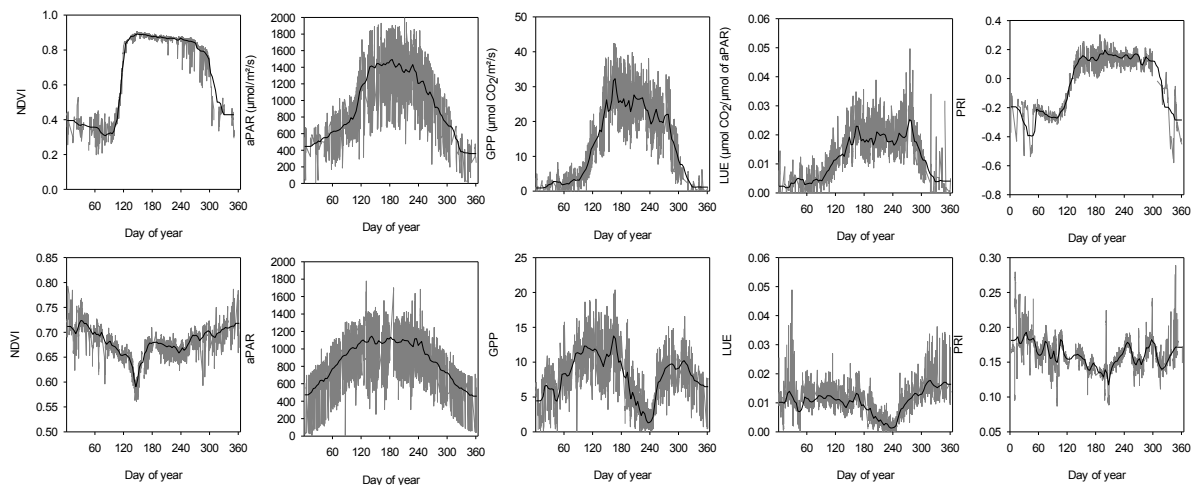 NDVI
1.0
0.8
0.6
0.4
0.2
0.0
60 120 180 240 300 360
Day of year
aPAR (µmol/m²/s)
2000
1800
1600
1400
1200
1000
800
600
400
200
0
60 120 180 240 300 360
Day of year
GPP (µmol CO2/m²/s)
50
40
30
20
10
0
60 120 180 240 300 360
Day of year
LUE (µmol CO2/µmol of aPAR)
0.06
0.05
0.04
0.03
0.02
0.01
0.00
60 120 180 240 300 360
Day of year
PRI
0.4
0.2
0.0
-0.2
-0.4
-0.6
-0.8
0 60 120 180 240 300 360
Day of year
NDVI
0.85
0.80
0.75
0.70
0.65
0.60
0.55
0.50
60 120 180 240 300 360
Day of year
aPAR
2000
1800
1600
1400
1200
1000
800
600
400
200
0
60 120 180 240 300 360
Day of year
GPP
25
20
15
10
5
0
60 120 180 240 300 360
Day of year
LUE
0.06
0.05
0.04
0.03
0.02
0.01
0.00
60 120 180 240 300 360
Day of year
PRI
0.30
0.25
0.20
0.15
0.10
0.05
0 60 120 180 240 300 360
Day of year